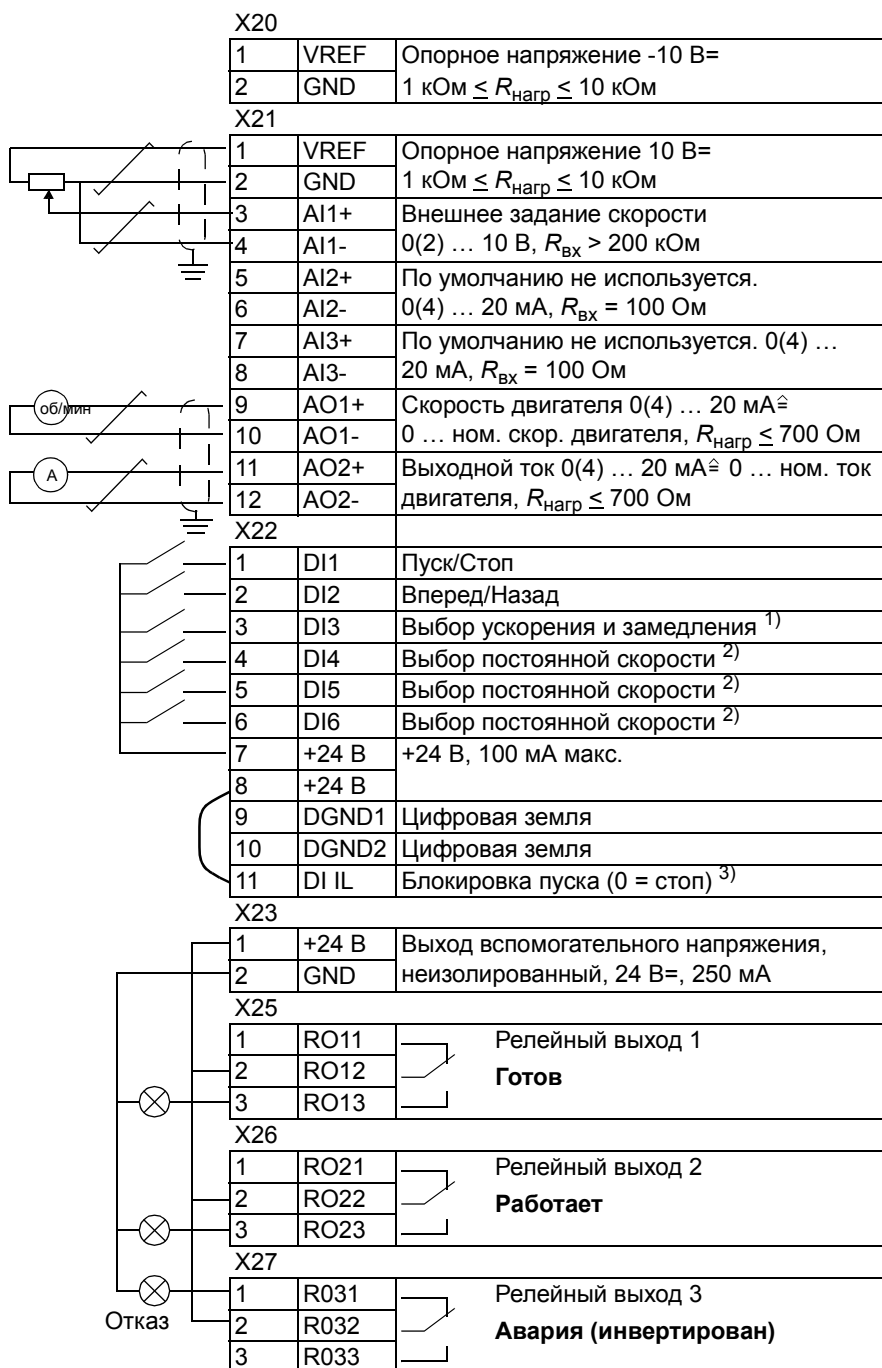 X20
1 VREF Опорное напряжение -10 В=
2 GND 1 кОм ≤ Rнагр ≤ 10 кОм
X21
1 VREF Опорное напряжение 10 В=
2 GND 1 кОм ≤ Rнагр ≤ 10 кОм
3 AI1+ Внешнее задание скорости
4 AI1- 0(2) … 10 В, Rвх > 200 кОм
5 AI2+ По умолчанию не используется.
6 AI2- 0(4) … 20 мА, Rвх = 100 Ом
7 AI3+ По умолчанию не используется. 0(4) …
8 AI3- 20 мА, Rвх = 100 Ом
об/мин 9 AO1+ Скорость двигателя 0(4) … 20 мА≙
10 AO1- 0 … ном. скор. двигателя, Rнагр ≤ 700 Ом
A 11 AO2+ Выходной ток 0(4) … 20 мА≙ 0 … ном. ток
12 AO2- двигателя, Rнагр ≤ 700 Ом
X22
1 DI1 Пуск/Стоп
2 DI2 Вперед/Назад
3 DI3 Выбор ускорения и замедления 1)
4 DI4 Выбор постоянной скорости 2)
5 DI5 Выбор постоянной скорости 2)
6 DI6 Выбор постоянной скорости 2)
7 +24 В +24 В, 100 мА макс.
8 +24 В
9 DGND1 Цифровая земля
10 DGND2 Цифровая земля
11 DI IL Блокировка пуска (0 = стоп) 3)
X23
1 +24 В Выход вспомогательного напряжения,
2 GND неизолированный, 24 В=, 250 мА
X25
1 RO11 Релейный выход 1
2 RO12 Готов
3 RO13
X26
1 RO21 Релейный выход 2
2 RO22 Работает
3 RO23
X27
1 R031 Релейный выход 3
Отказ 2 R032 Авария (инвертирован)
3 R033